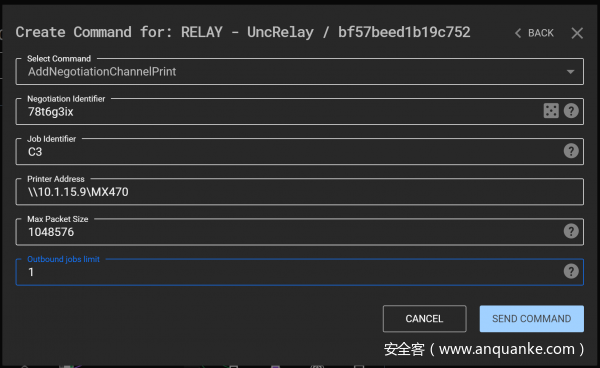 Create Command for: RELAY - UncRelay / bf57beed1b19c752
BACK
Select Command
AddNegotiationChannelPrint
Negotiation Identifier
78t6g3ix
Job Identifier
C3
Printer Address
\\10.1.15.9\MX470
Max Packet Size
1048576
Outbound jobs limit
1
CANCEL
SEND COMMAND
安全客（www.anquanke.com）